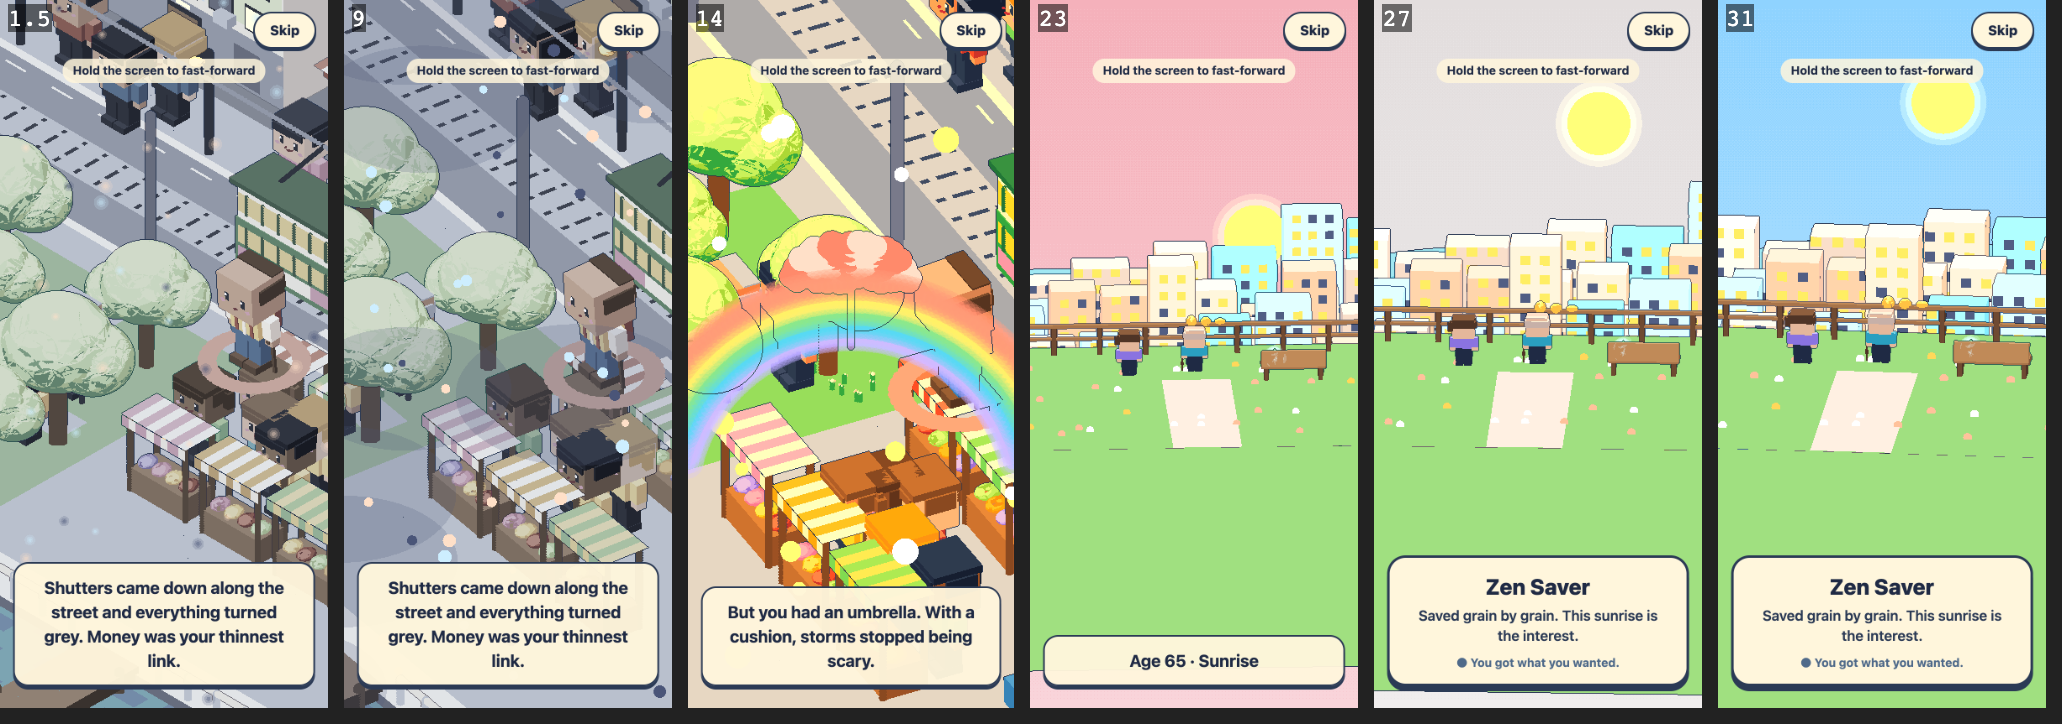 1.5
Skip
Hold the screen to fast-forward
Shutters came down along the
street and everything turned
grey. Money was your thinnest
link.
9
Skip
Hold the screen to fast-forward
Shutters came down along the
street and everything turned
grey. Money was your thinnest
link.
14
Skip
Hold the screen to fast-forward
But you had an umbrella. With a
cushion, storms stopped being
scary.
23
Skip
Hold the screen to fast-forward
Age 65 · Sunrise
27
Skip
Hold the screen to fast-forward
Zen Saver
Saved grain by grain. This sunrise is
the interest.
You got what you wanted.
31
Skip
Hold the screen to fast-forward
Zen Saver
Saved grain by grain. This sunrise is
the interest.
You got what you wanted.